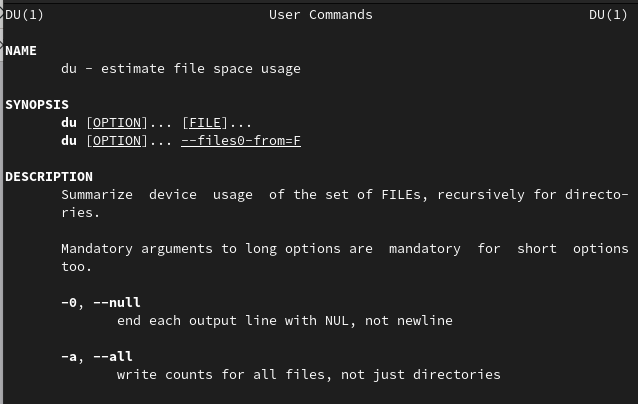 DU(1) User Commands DU(1)
NAME
du - estimate file space usage
SYNOPSIS
du [OPTION]... [FILE]...
du [OPTION]... --files0-from=F
DESCRIPTION
Summarize device usage of the set of FILEs, recursively for directo-
ries.
Mandatory arguments to long options are mandatory for short options
too.
-0, --null
end each output line with NUL, not newline
-a, --all
write counts for all files, not just directories